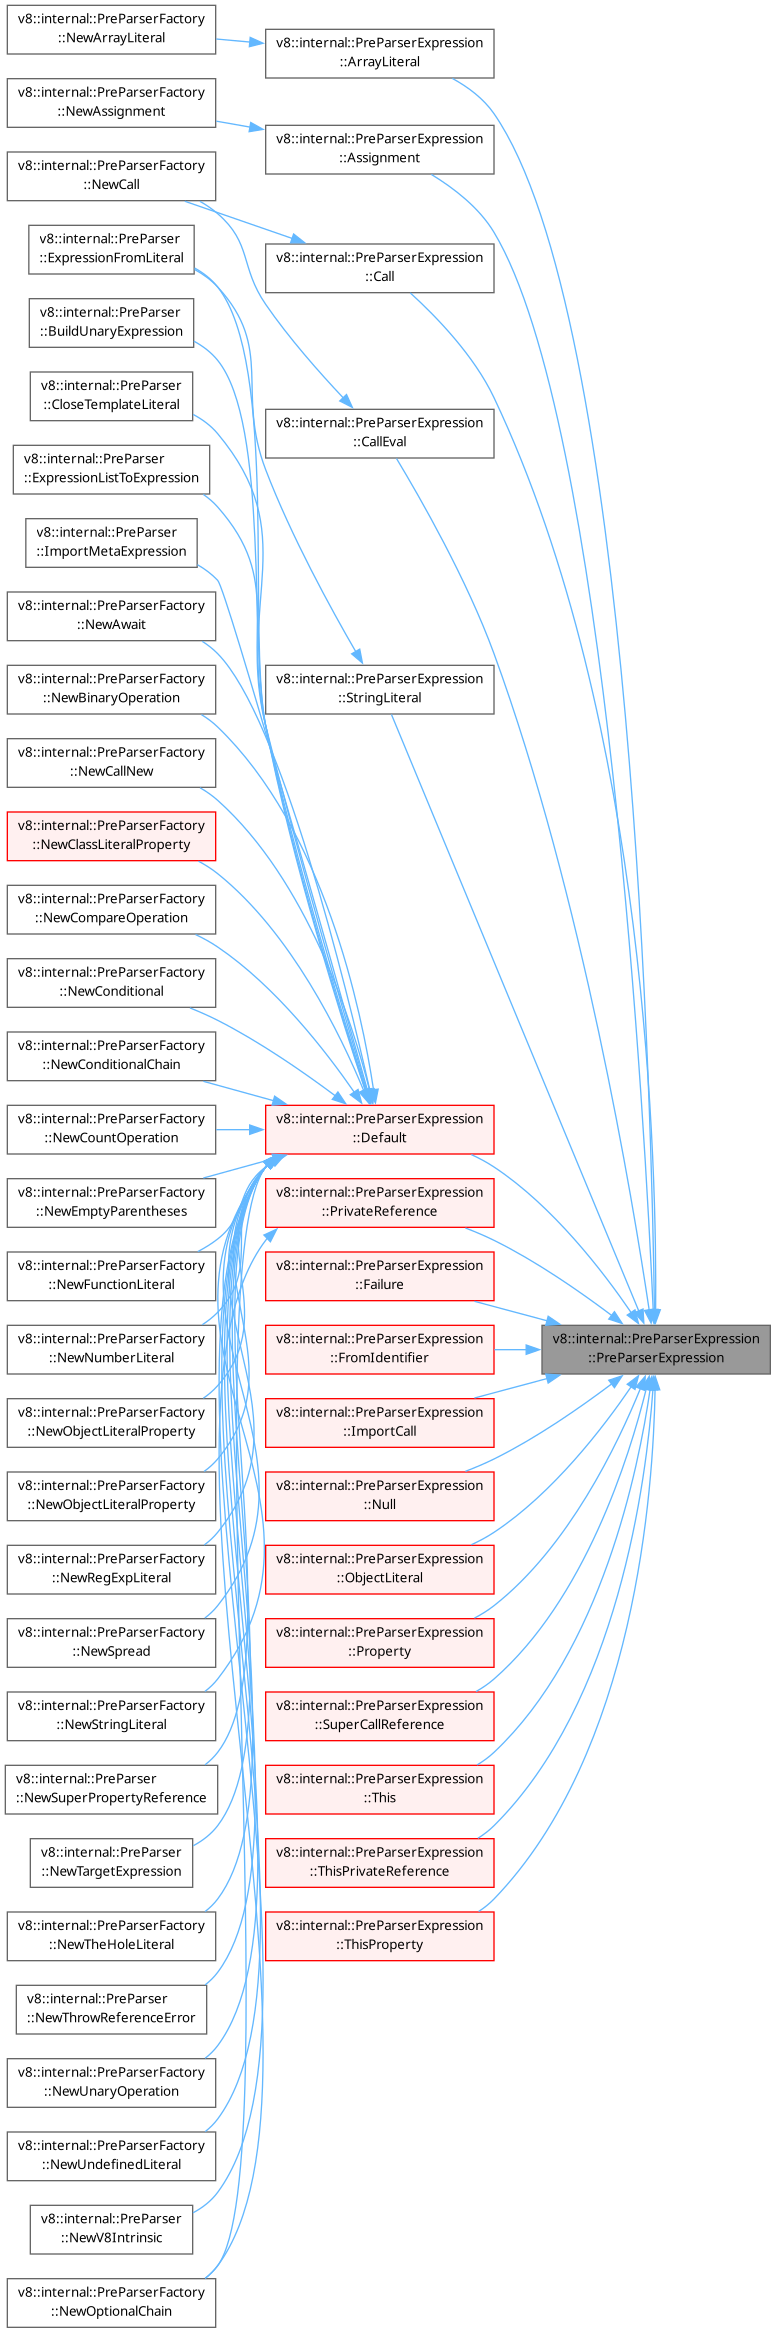 v8::internal::PreParserFactory
::NewArrayLiteral
v8::internal::PreParserFactory
::NewAssignment
v8::internal::PreParserFactory
::NewCall
v8::internal::PreParser
::ExpressionFromLiteral
v8::internal::PreParser
::BuildUnaryExpression
v8::internal::PreParser
::CloseTemplateLiteral
v8::internal::PreParser
::ExpressionListToExpression
v8::internal::PreParser
::ImportMetaExpression
v8::internal::PreParserFactory
::NewAwait
v8::internal::PreParserFactory
::NewBinaryOperation
v8::internal::PreParserFactory
::NewCallNew
v8::internal::PreParserFactory
::NewClassLiteralProperty
v8::internal::PreParserFactory
::NewCompareOperation
v8::internal::PreParserFactory
::NewConditional
v8::internal::PreParserFactory
::NewConditionalChain
v8::internal::PreParserFactory
::NewCountOperation
v8::internal::PreParserFactory
::NewEmptyParentheses
v8::internal::PreParserFactory
::NewFunctionLiteral
v8::internal::PreParserFactory
::NewNumberLiteral
v8::internal::PreParserFactory
::NewObjectLiteralProperty
v8::internal::PreParserFactory
::NewObjectLiteralProperty
v8::internal::PreParserFactory
::NewRegExpLiteral
v8::internal::PreParserFactory
::NewSpread
v8::internal::PreParserFactory
::NewStringLiteral
v8::internal::PreParser
::NewSuperPropertyReference
v8::internal::PreParser
::NewTargetExpression
v8::internal::PreParserFactory
::NewTheHoleLiteral
v8::internal::PreParser
::NewThrowReferenceError
v8::internal::PreParserFactory
::NewUnaryOperation
v8::internal::PreParserFactory
::NewUndefinedLiteral
v8::internal::PreParser
::NewV8Intrinsic
v8::internal::PreParserFactory
::NewOptionalChain
v8::internal::PreParserExpression
::ArrayLiteral
v8::internal::PreParserExpression
::Assignment
v8::internal::PreParserExpression
::Call
v8::internal::PreParserExpression
::CallEval
v8::internal::PreParserExpression
::StringLiteral
v8::internal::PreParserExpression
::Default
v8::internal::PreParserExpression
::PrivateReference
v8::internal::PreParserExpression
::Failure
v8::internal::PreParserExpression
::FromIdentifier
v8::internal::PreParserExpression
::ImportCall
v8::internal::PreParserExpression
::Null
v8::internal::PreParserExpression
::ObjectLiteral
v8::internal::PreParserExpression
::Property
v8::internal::PreParserExpression
::SuperCallReference
v8::internal::PreParserExpression
::This
v8::internal::PreParserExpression
::ThisPrivateReference
v8::internal::PreParserExpression
::ThisProperty
v8::internal::PreParserExpression
::PreParserExpression